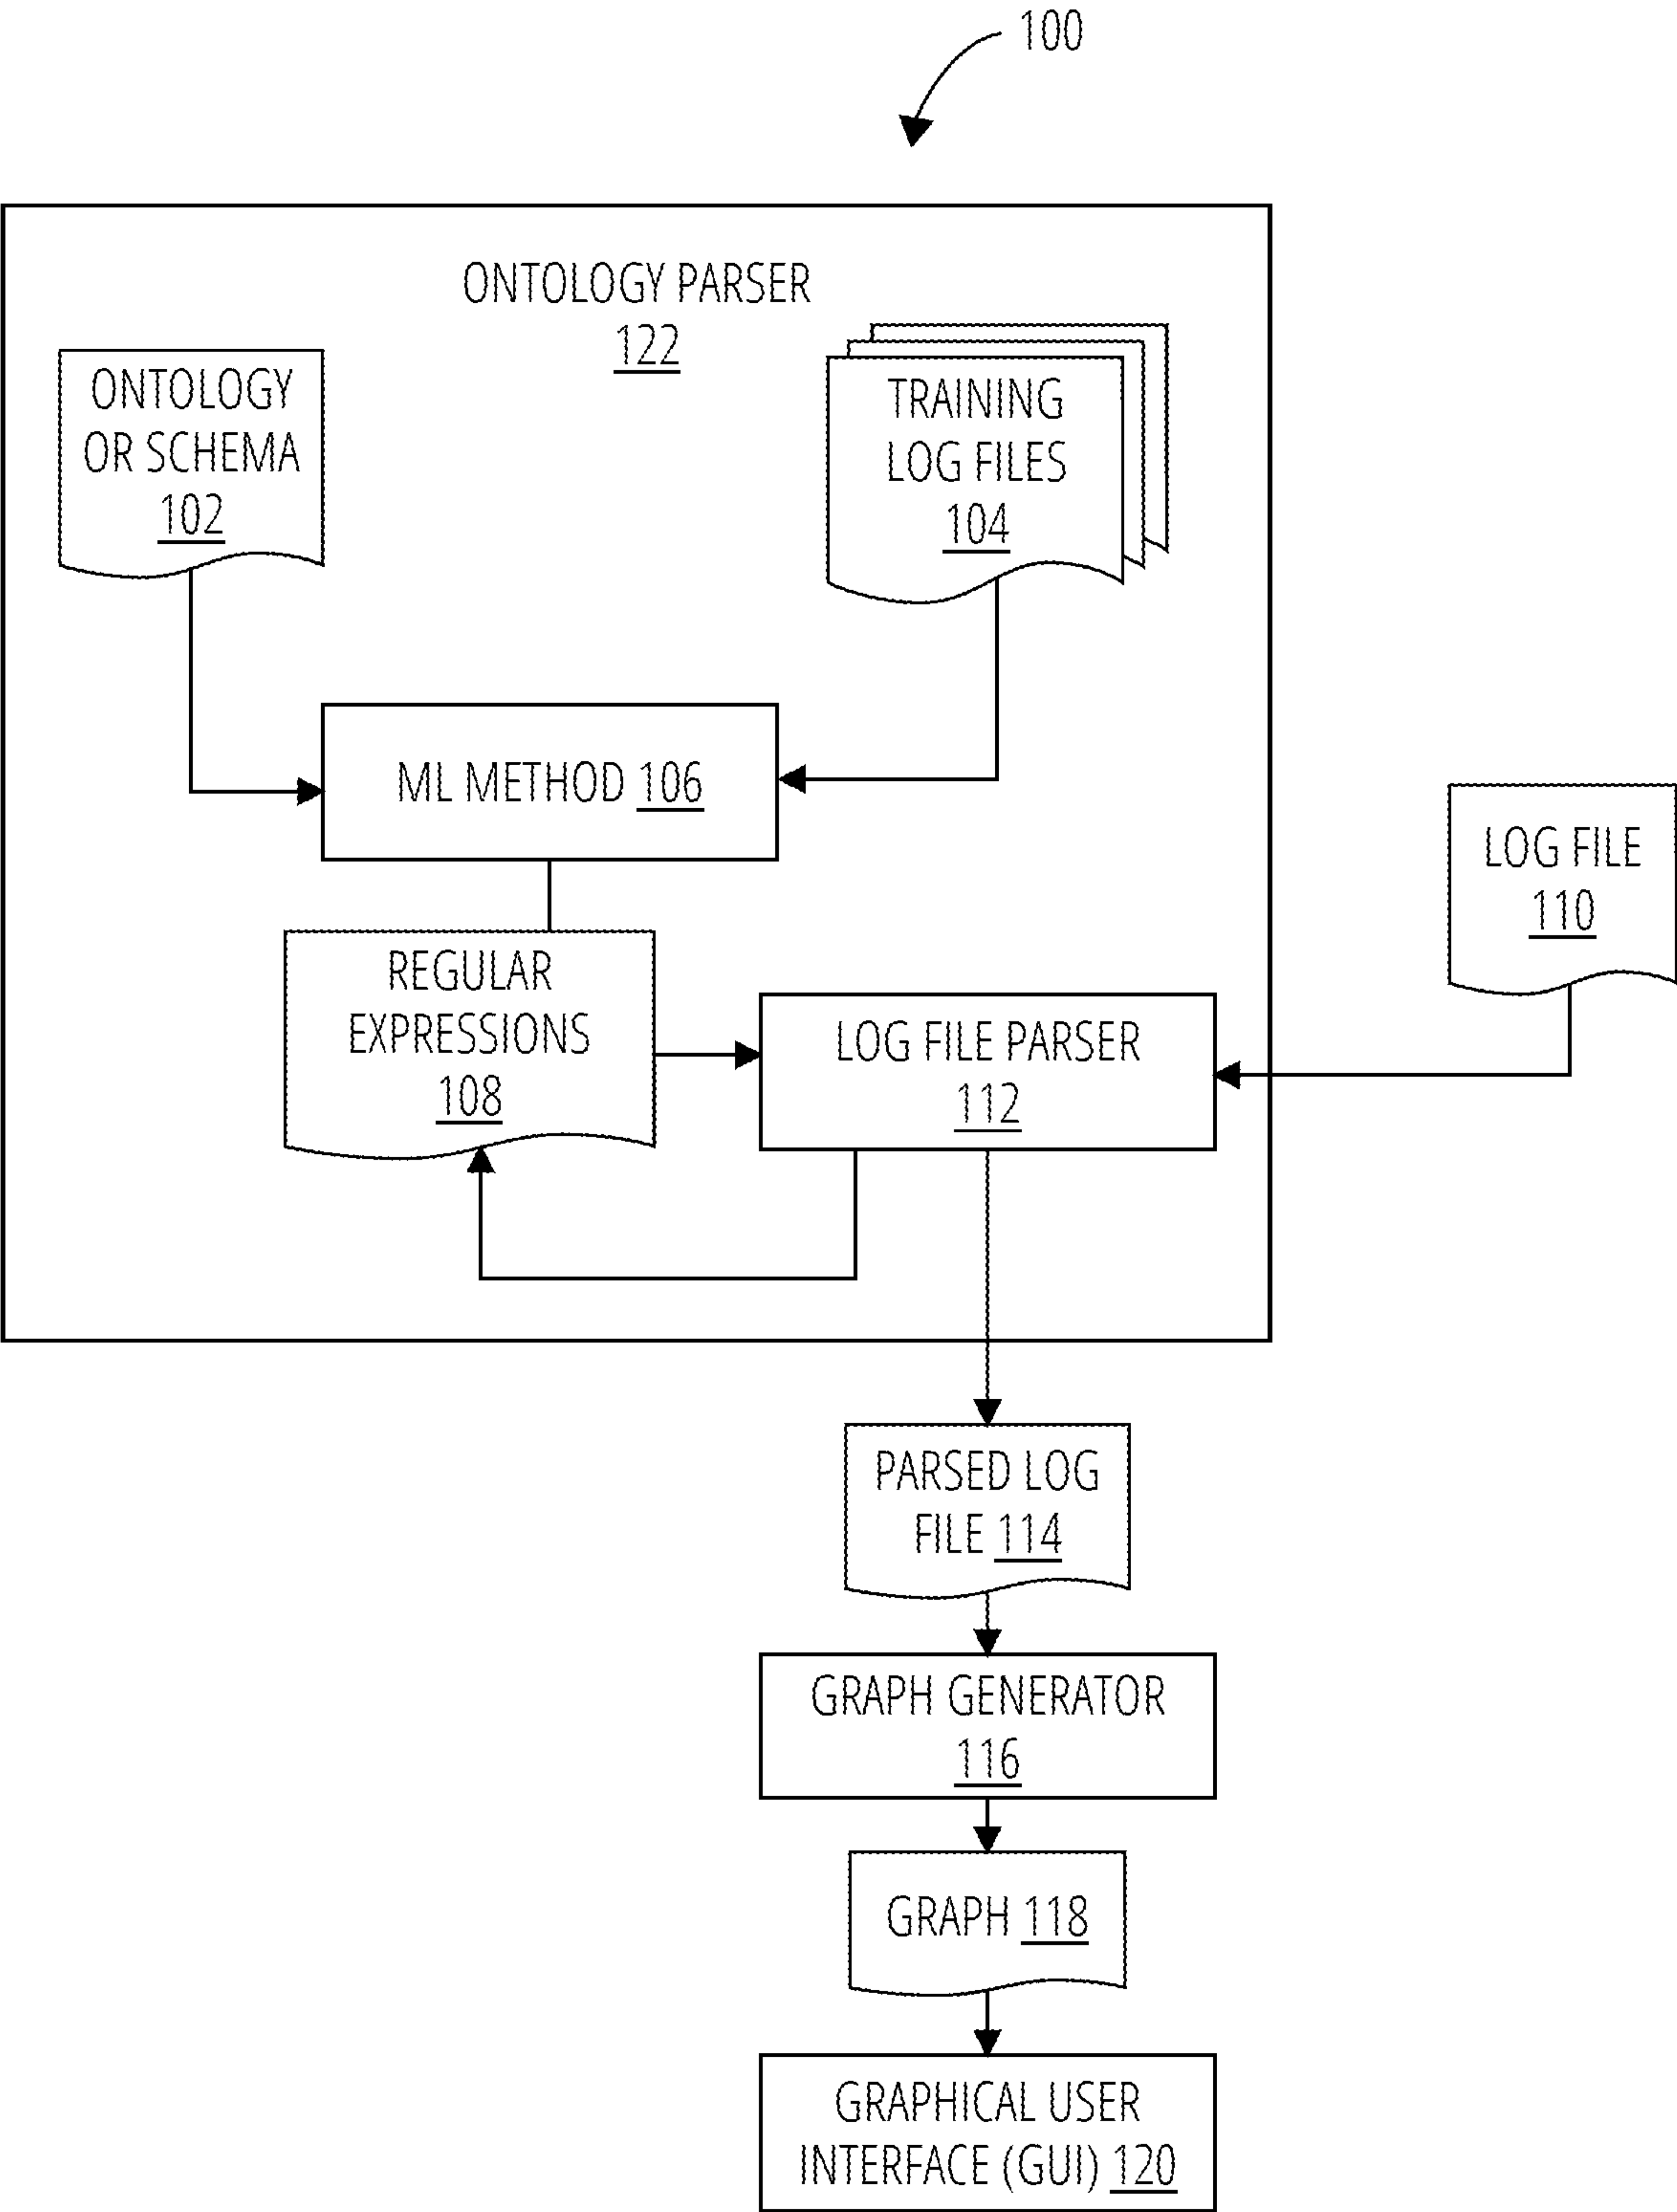 100
ONTOLOGY PARSER
122
ONTOLOGY
OR SCHEMA
102
TRAINING
LOG FILES
104
ML METHOD 106
LOG FILE
110
REGULAR
EXPRESSIONS
108
LOG FILE PARSER
112
PARSED LOG
FILE 114
GRAPH GENERATOR
116
GRAPH 118
GRAPHICAL USER
INTERFACE (GUI) 120